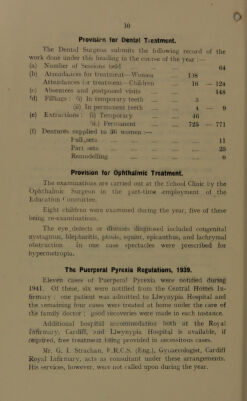 10
Provision for Dental Treatment.
The Dental Surgeon submits the following record of the
work done under this heading in the course of the year :—
(a) Number of Sessions held ... ... ... 64
(b) Attendances for treatment—Women 108
Attendances for treatment—Children 16 — 124
(c) Absences and postponed visits ... ... 148
(d) Fillings : (i) In temporary teeth ... 5
(ii) In permanent teeth ... 4 — 9
(e) Extractions : (i) Temporary ... 46
(ii) Permanent ... 725 — 771
(f) Dentures supplied to 36 women :—
Full sets ... ... ... 11
Part sets ... ... ... 25
Remodelling ... ... ... 6
Provision for Ophthalmic Treatment.
The examinations are carried out at the School Clinic by the
Ophthalmic Surgeon in the part-time employment of the
Education Committee.
Eight children were examined during the year, five of these
being re-examinations.
The eye defects or diseases diagnosed included congenital
nystagmus, blepharitis, ptosis, squint, epicanthus, and lachrymal
obstruction. In one case spectacles were prescribed for
hypermetropia.
The Puerperal Pyrexia Regulations, 1939.
Eleven cases of Puerperal Pyrexia were notified during
1941. Of these, six were notified from the Central Homes In-
firmary ; one patient was admitted to Llwynypia Hospital and
the remaining four cases were treated at home under the care of
the family doctor ; good recoveries were made in each instance.
Additional hospital accommodation both at the Royal
Infirmary, Cardiff, and Llwynypia Hospital is available, if
required, free treatment being provided in necessitous cases.
Mr. G. I. Strachan, F.R.C.S. (Eng.), Gynæcologist, Cardiff
Royal Infirmary, acts as consultant under these arrangements.
His services, however, were not called upon during the year.